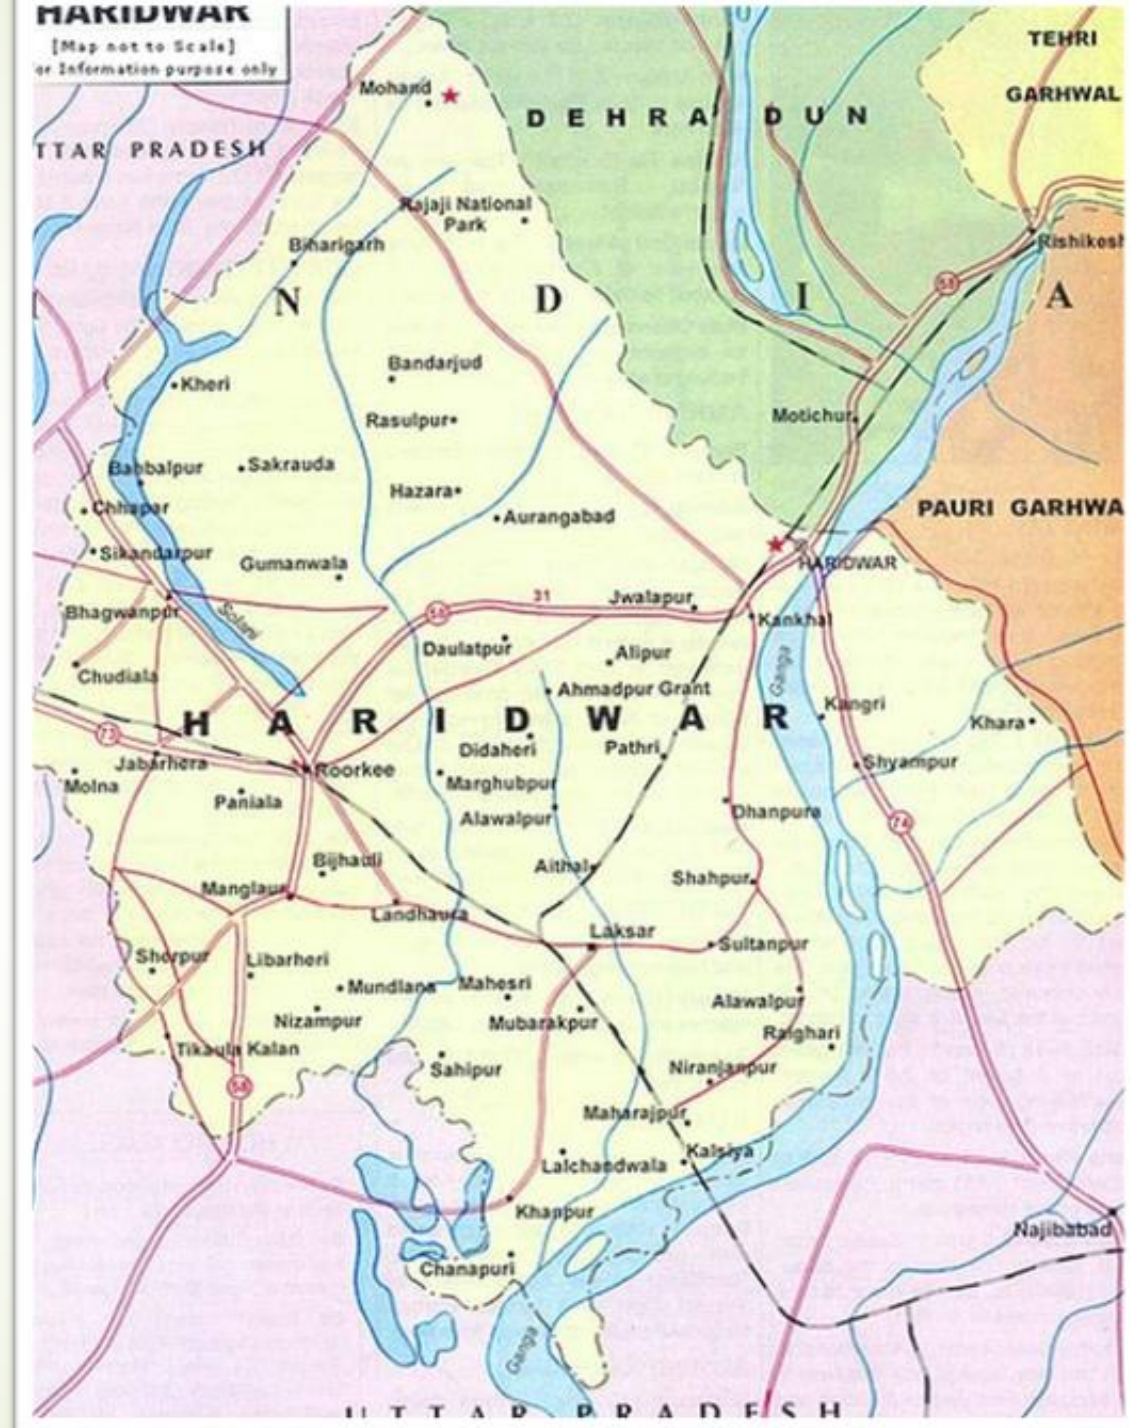 HARIDWAR
[Map not to Scale]
or Information purpose only
TEHRI
GARHWAL
Mohand
DEHRA DUN
TTAR PRADESH
Rajaji National
Park
Biharigarh
Rishikesh
58
N D I A
Bandarjud
Kheri
Rasulpur
Motichur
Babbalpur
Sakrauda
Hazara
Chhapar
Aurangabad
PAURI GARHWA
Sikandarpur
Gumanwala
HARIDWAR
Bhagwanpur
Solani
58
31
Jwalapur
Kankhal
Daulatpur
Alipur
Chudiala
Ahmadpur Grant
Ganga
Kangri
Khara
HARIDWAR
73
Didaheri
Pathri
Jabarhera
Roorkee
Shyampur
Molna
Marghubpur
Paniala
Dhanpura
Alawalpur
74
Bijhauli
Aithal
Manglaur
Shahpur
Landhaura
Laksar
Sultanpur
Sherpur
Libarheri
Mundlana
Mahesri
Alawalpur
Nizampur
Mubarakpur
Raighari
Tikaula Kalan
Sahipur
Niranjanpur
58
Maharajpur
Kalsiya
Lalchandwala
Khanpur
Najibabad
Chanapuri
Ganga
UTTAR PRADESH